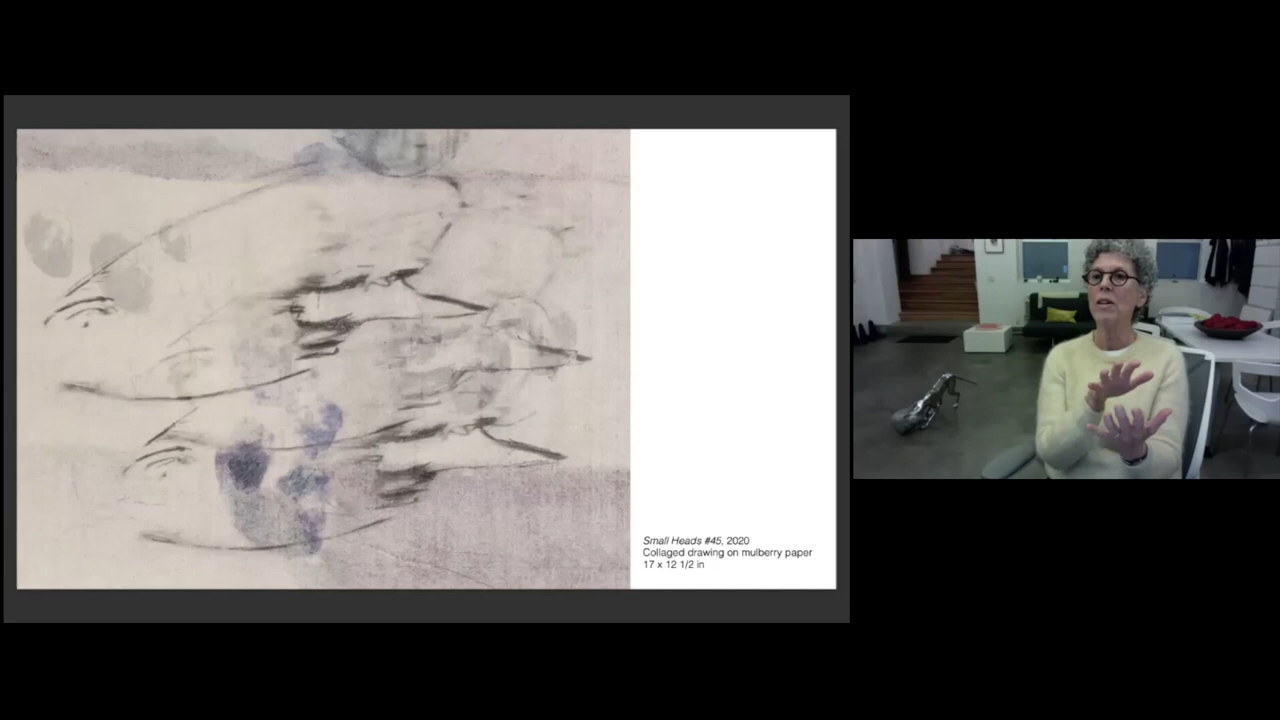 Small Heads #45, 2020
Collaged drawing on mulberry paper
17 x 12 1/2 in